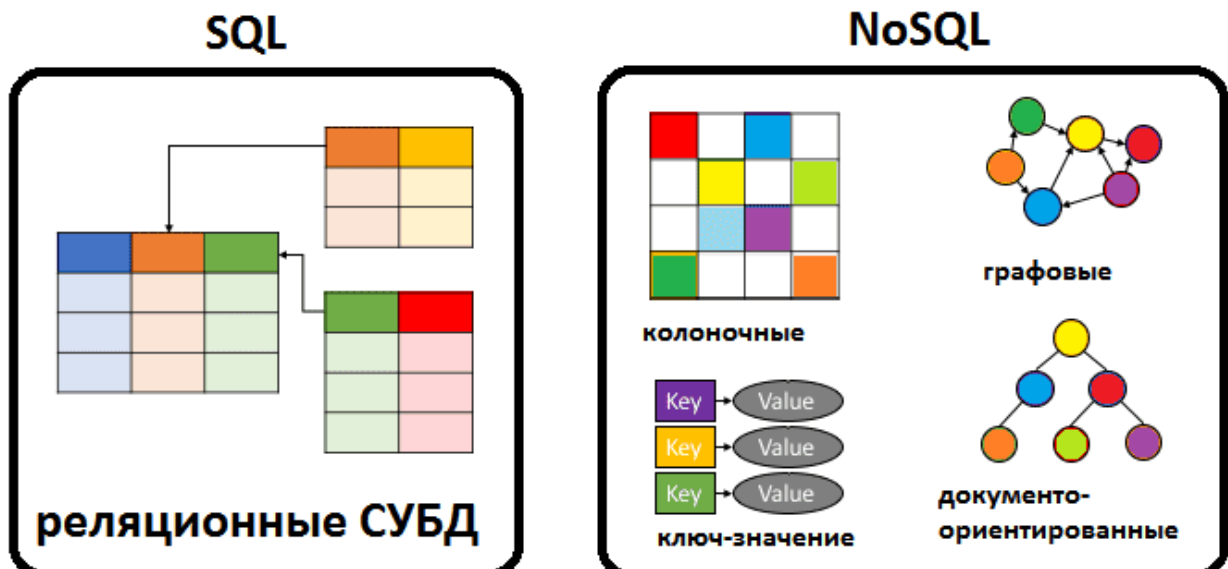 SQL
реляционные СУБД
NoSQL
колоночные
графовые
Key
Value
Key
Value
Key
Value
ключ-значение
документо-
ориентированные